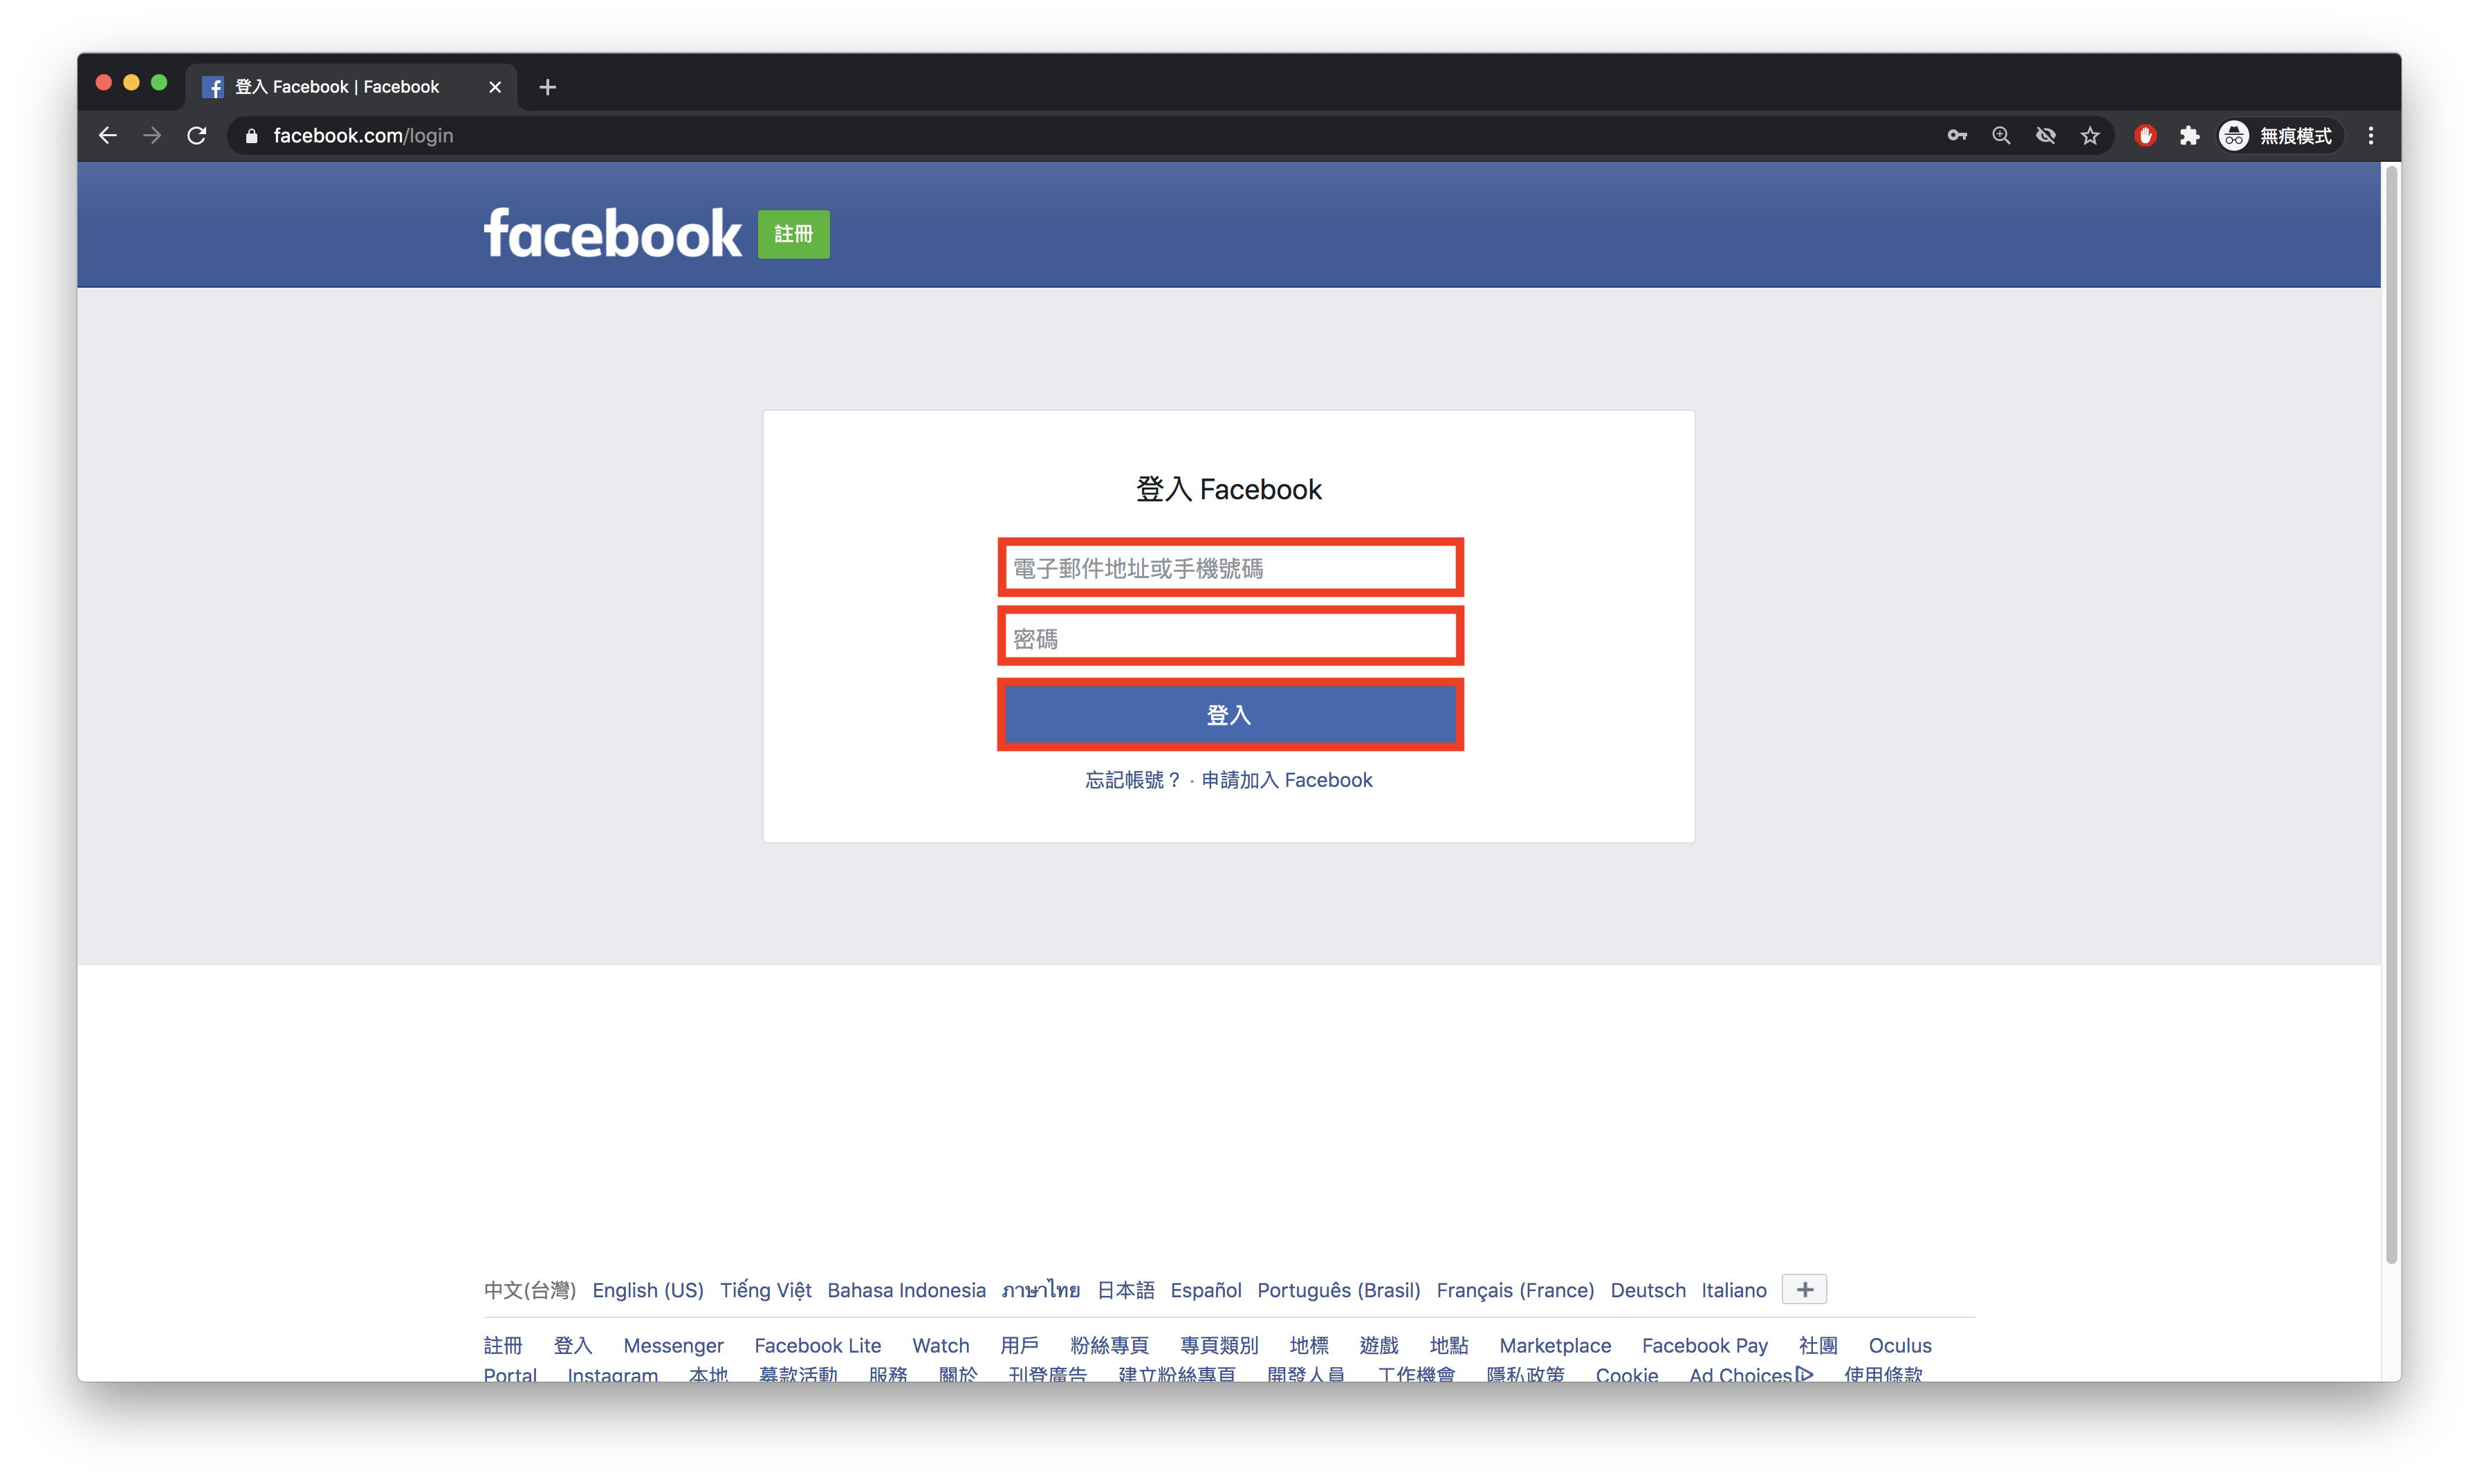 登入 Facebook | Facebook
facebook.com/login
無痕模式
facebook 註冊
登入 Facebook
電子郵件地址或手機號碼
密碼
登入
忘記帳號？ · 申請加入 Facebook
中文(台灣) English (US) Tiếng Việt Bahasa Indonesia ภาษาไทย 日本語 Español Português (Brasil) Français (France) Deutsch Italiano
註冊 登入 Messenger Facebook Lite Watch 用戶 粉絲專頁 專頁類別 地標 遊戲 地點 Marketplace Facebook Pay 社團 Oculus
Portal Instagram 本地 募款活動 服務 關於 刊登廣告 建立粉絲專頁 開發人員 工作機會 隱私政策 Cookie Ad Choices 使用條款